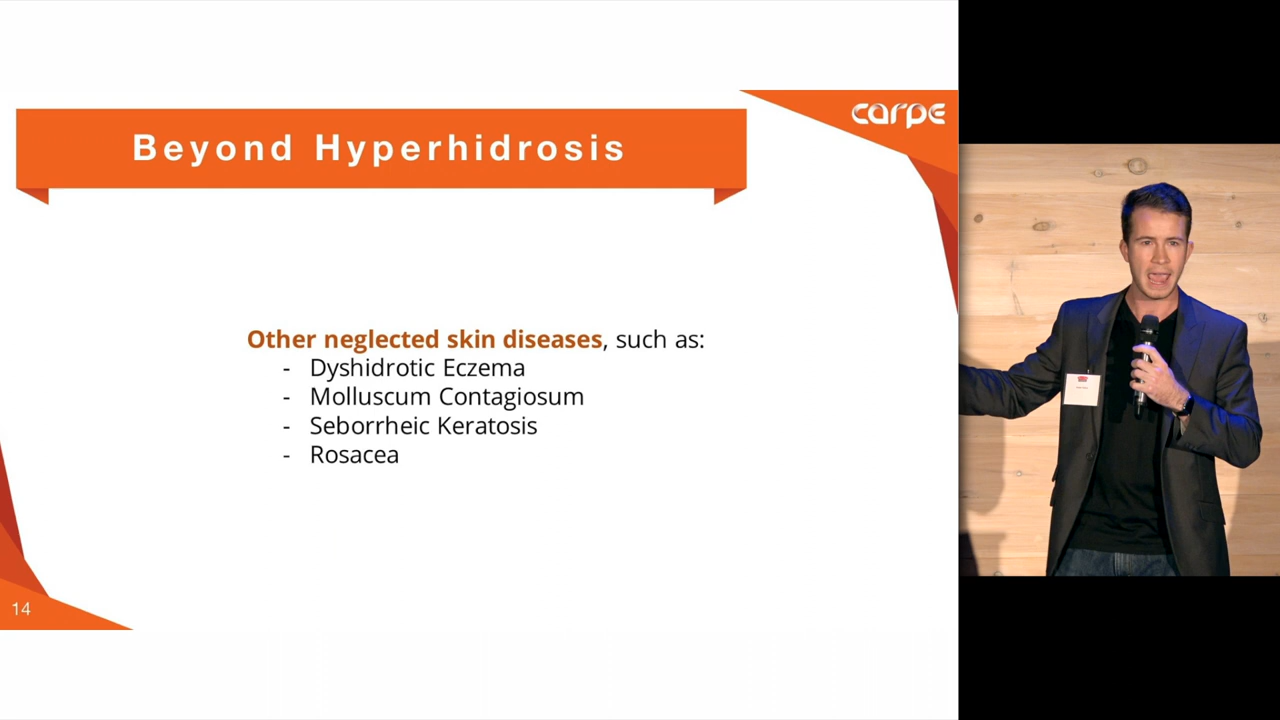 carpe
Beyond Hyperhidrosis
Other neglected skin diseases, such as:
- Dyshidrotic Eczema
- Molluscum Contagiosum
- Seborrheic Keratosis
- Rosacea
14